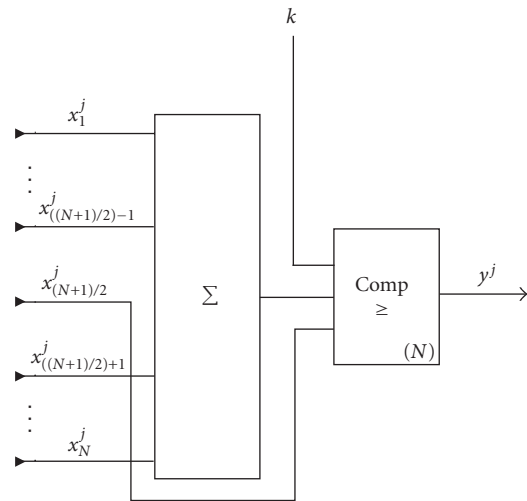 k
x_1^j
⋮
x_{((N+1)/2)−1}^j
x_{(N+1)/2}^j
x_{((N+1)/2)+1}^j
⋮
x_N^j
Σ
Comp
≥
(N)
y^j